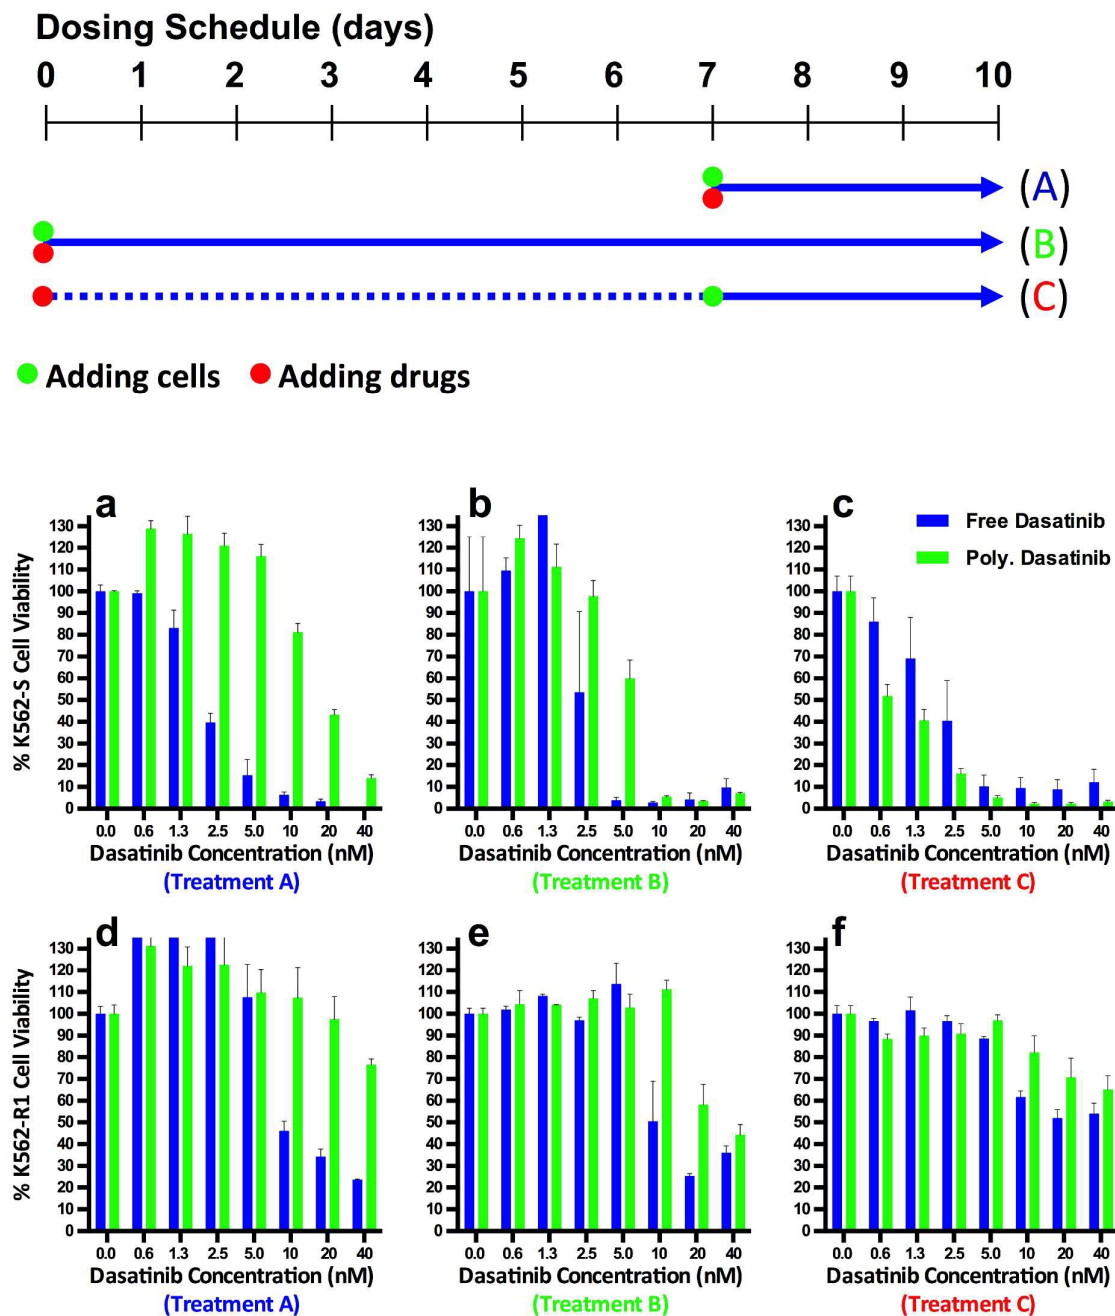 Dosing Schedule (days)
0 1 2 3 4 5 6 7 8 9 10
(A)
(B)
(C)
Adding cells Adding drugs
a
b
c
Free Dasatinib
Poly. Dasatinib
% K562-S Cell Viability
130
120
110
100
90
80
70
60
50
40
30
20
10
0
0.0 0.6 1.3 2.5 5.0 10 20 40
Dasatinib Concentration (nM)
(Treatment A)
130
120
110
100
90
80
70
60
50
40
30
20
10
0
0.0 0.6 1.3 2.5 5.0 10 20 40
Dasatinib Concentration (nM)
(Treatment B)
130
120
110
100
90
80
70
60
50
40
30
20
10
0
0.0 0.6 1.3 2.5 5.0 10 20 40
Dasatinib Concentration (nM)
(Treatment C)
d
e
f
% K562-R1 Cell Viability
130
120
110
100
90
80
70
60
50
40
30
20
10
0
0.0 0.6 1.3 2.5 5.0 10 20 40
Dasatinib Concentration (nM)
(Treatment A)
130
120
110
100
90
80
70
60
50
40
30
20
10
0
0.0 0.6 1.3 2.5 5.0 10 20 40
Dasatinib Concentration (nM)
(Treatment B)
130
120
110
100
90
80
70
60
50
40
30
20
10
0
0.0 0.6 1.3 2.5 5.0 10 20 40
Dasatinib Concentration (nM)
(Treatment C)